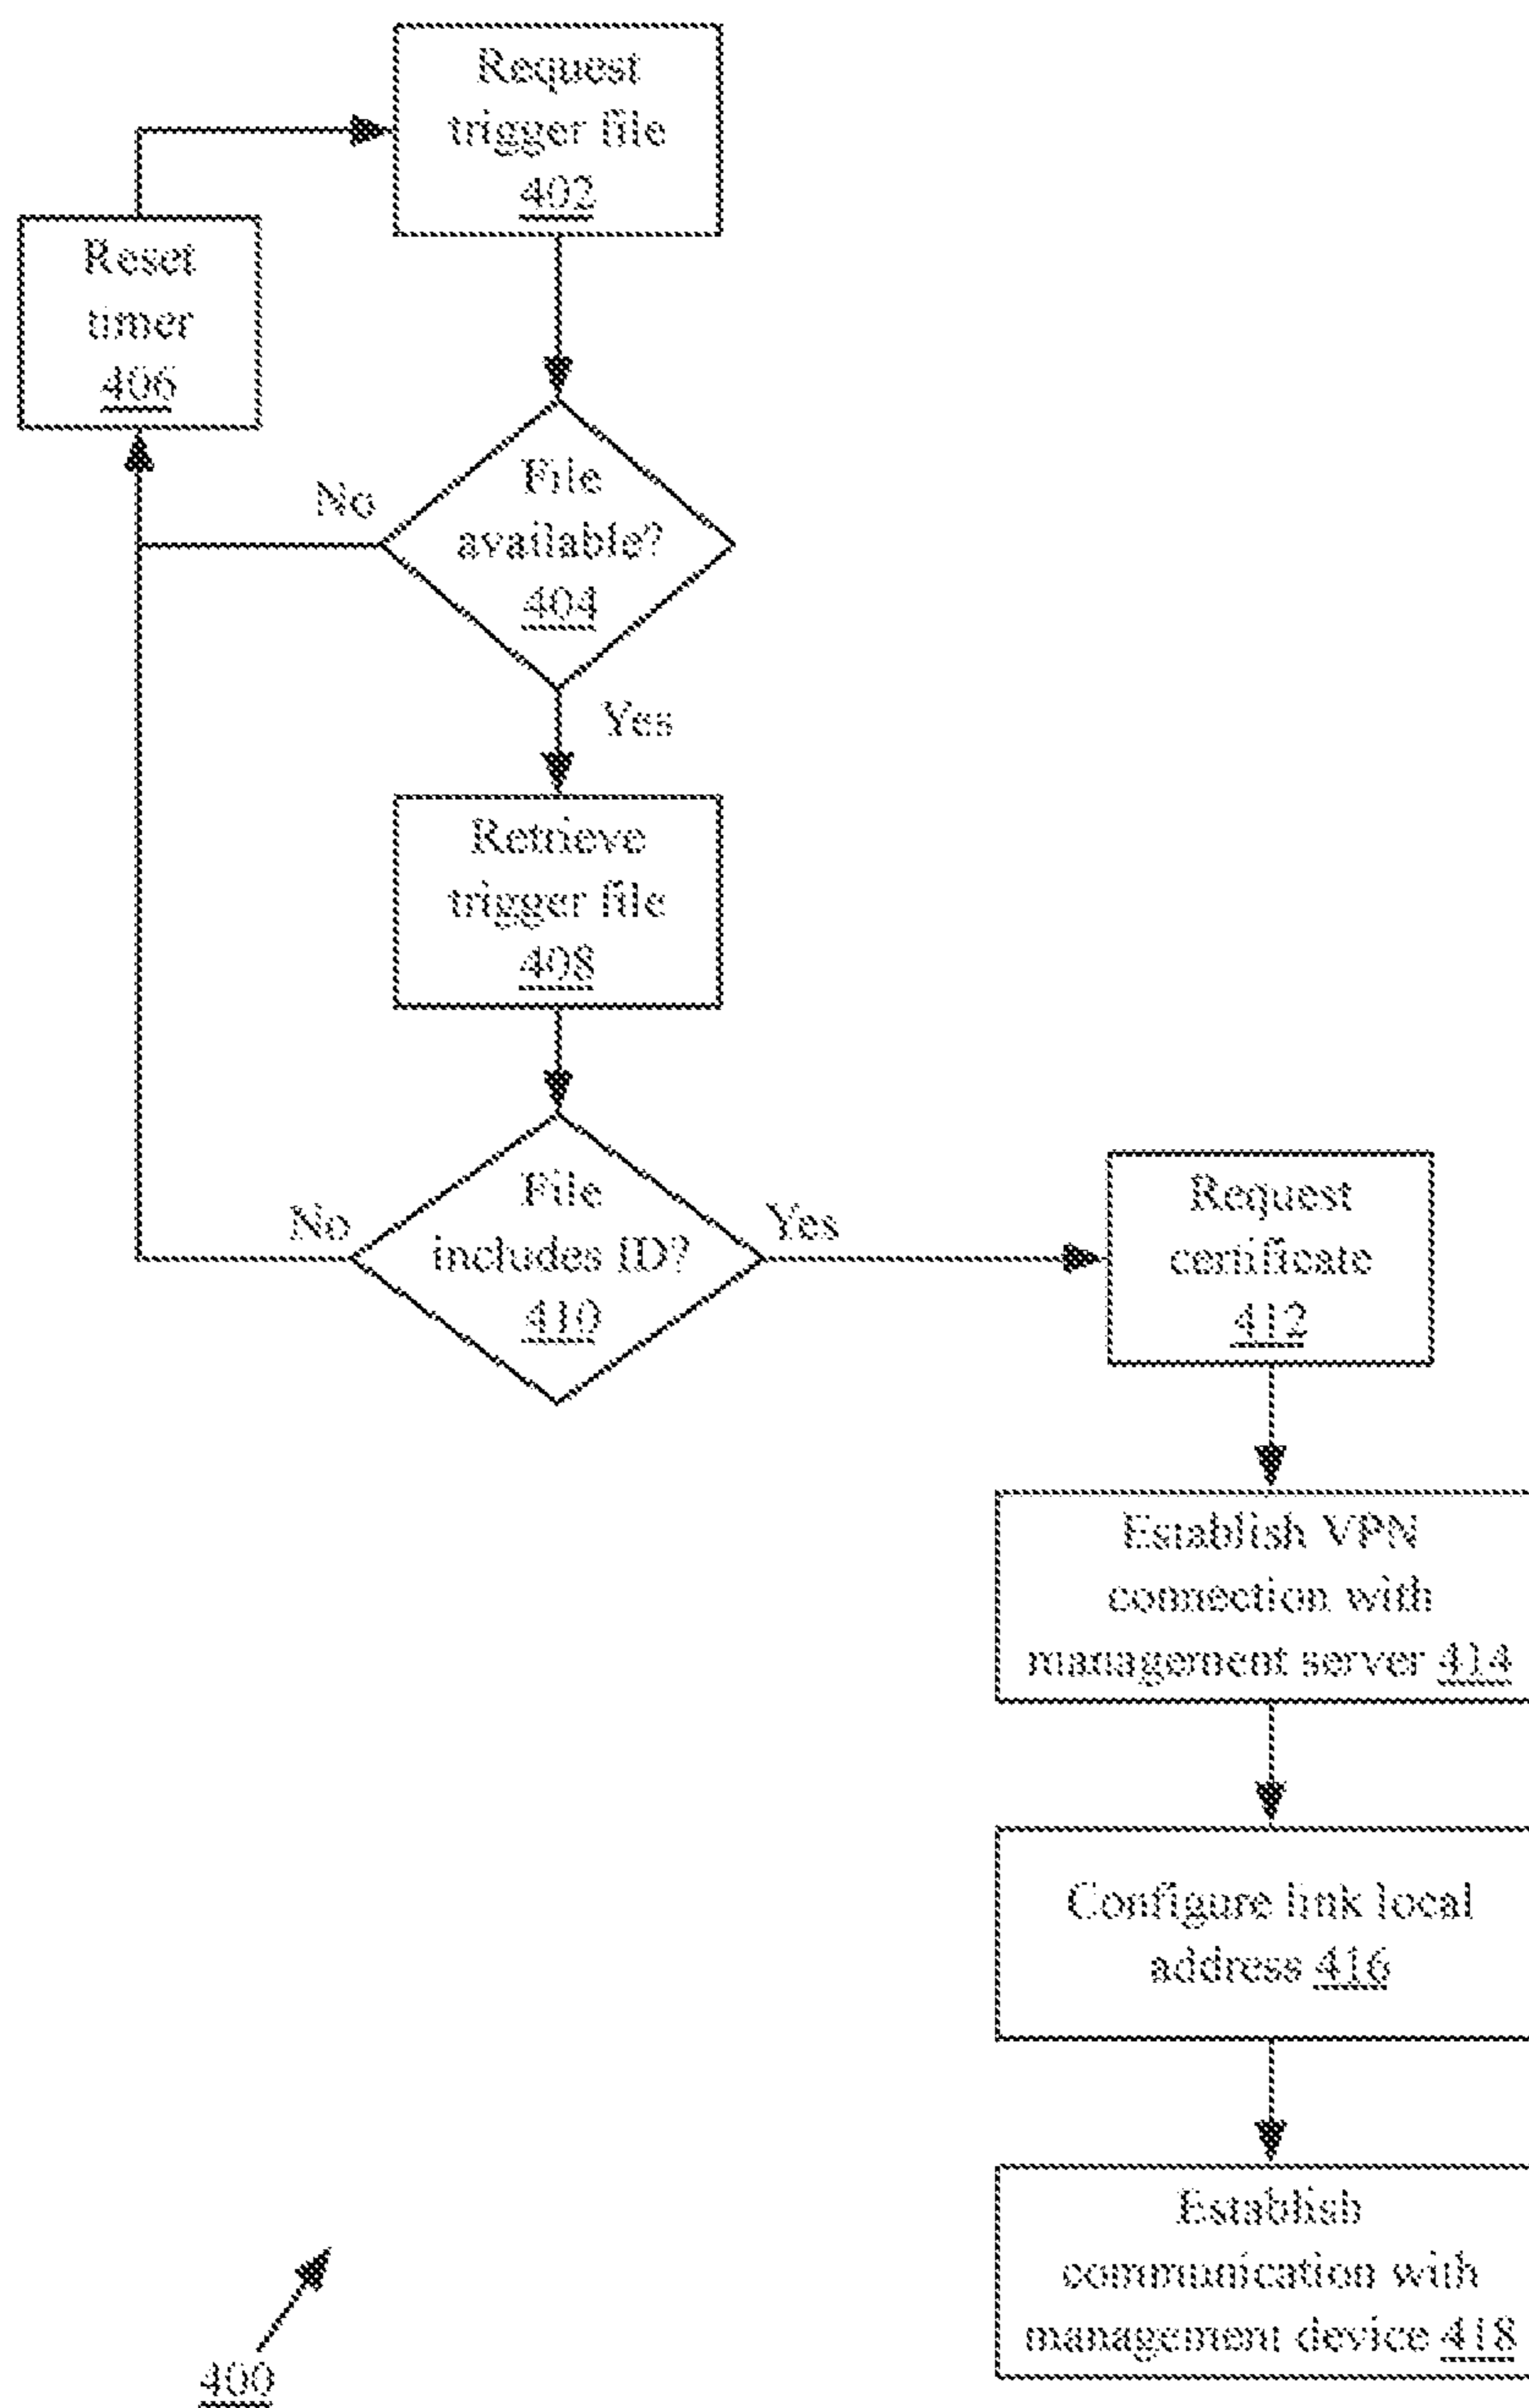 Request
trigger file
402
Reset
timer
406
File
available?
404
No
Yes
Retrieve
trigger file
408
File
includes ID?
410
No
Yes
Request
certificate
412
Establish VPN
connection with
management server 414
Configure link local
address 416
Establish
communication with
management device 418
400